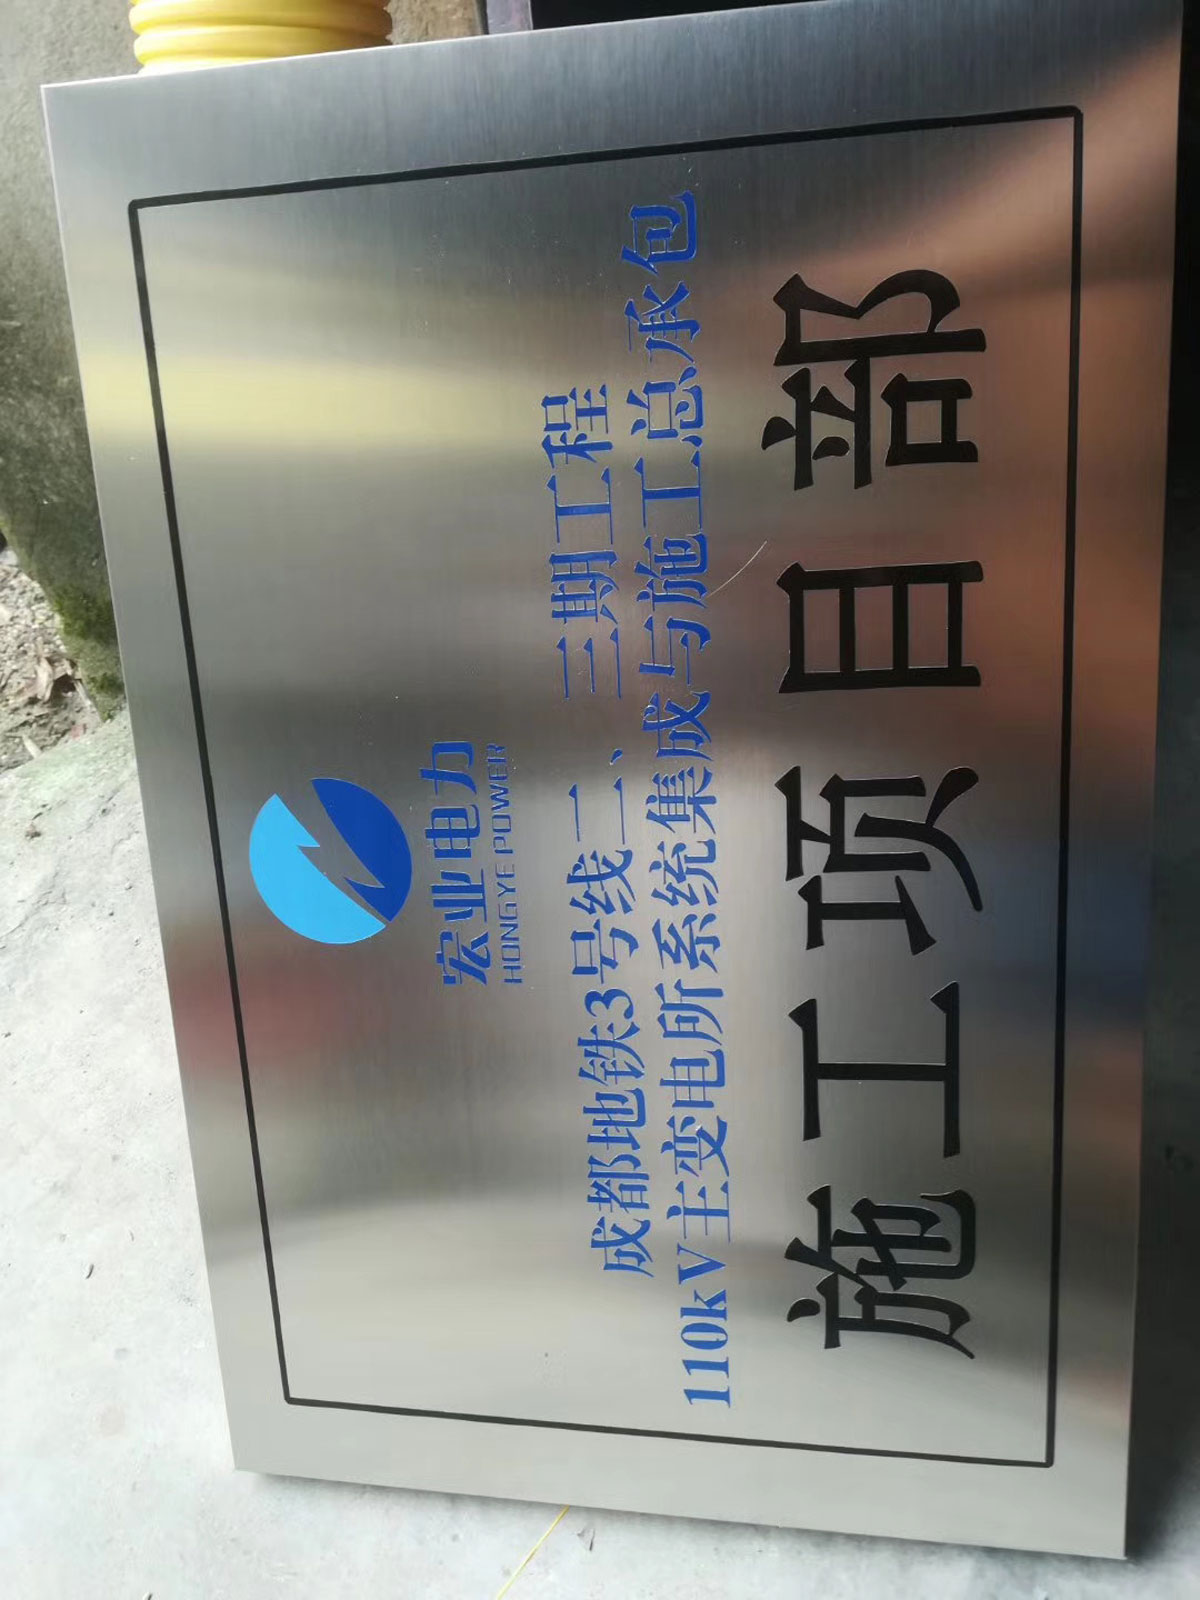 宏业电力
HONGYE POWER
成都地铁3号线二、三期工程
110kV主变电所系统集成与施工总承包
施工项目部